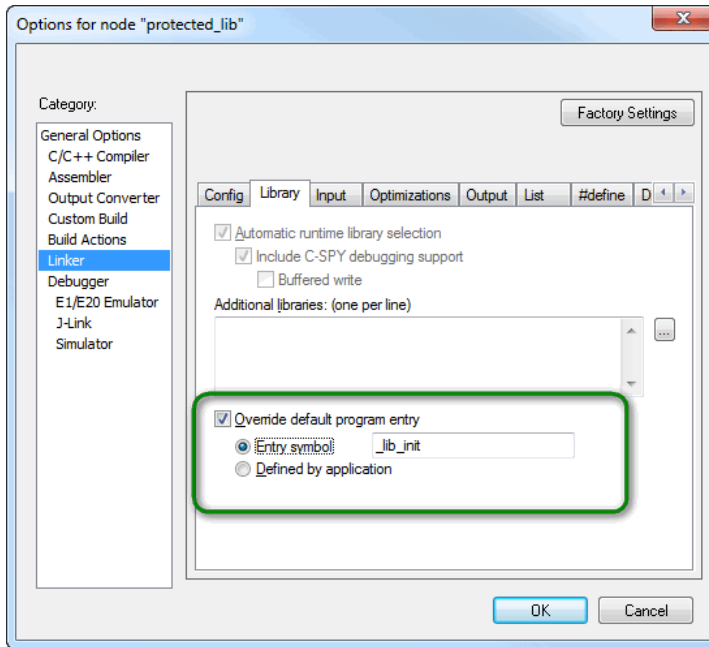 Options for node "protected_lib"
Category:
Factory Settings
General Options
C/C++ Compiler
Assembler
Output Converter
Custom Build
Build Actions
Linker
Debugger
E1/E20 Emulator
J-Link
Simulator
Config Library Input Optimizations Output List #define D
Automatic runtime library selection
Include C-SPY debugging support
Buffered write
Additional libraries: (one per line)
...
Override default program entry
Entry symbol _lib_init
Defined by application
OK Cancel